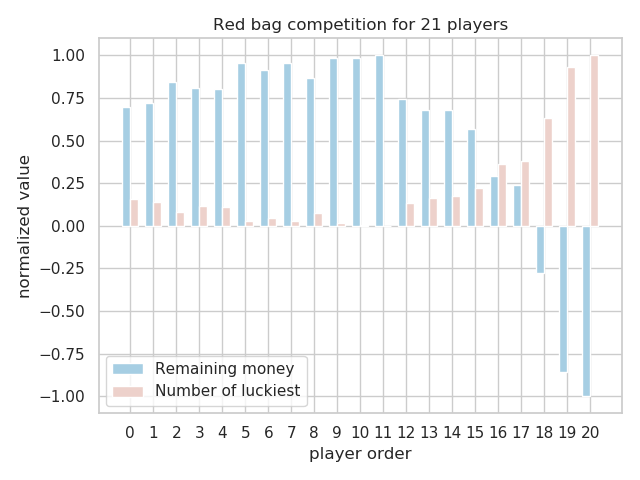 Red bag competition for 21 players
normalized value
1.00
0.75
0.50
0.25
0.00
−0.25
−0.50
−0.75
−1.00
Remaining money
Number of luckiest
0 1 2 3 4 5 6 7 8 9 10 11 12 13 14 15 16 17 18 19 20
player order